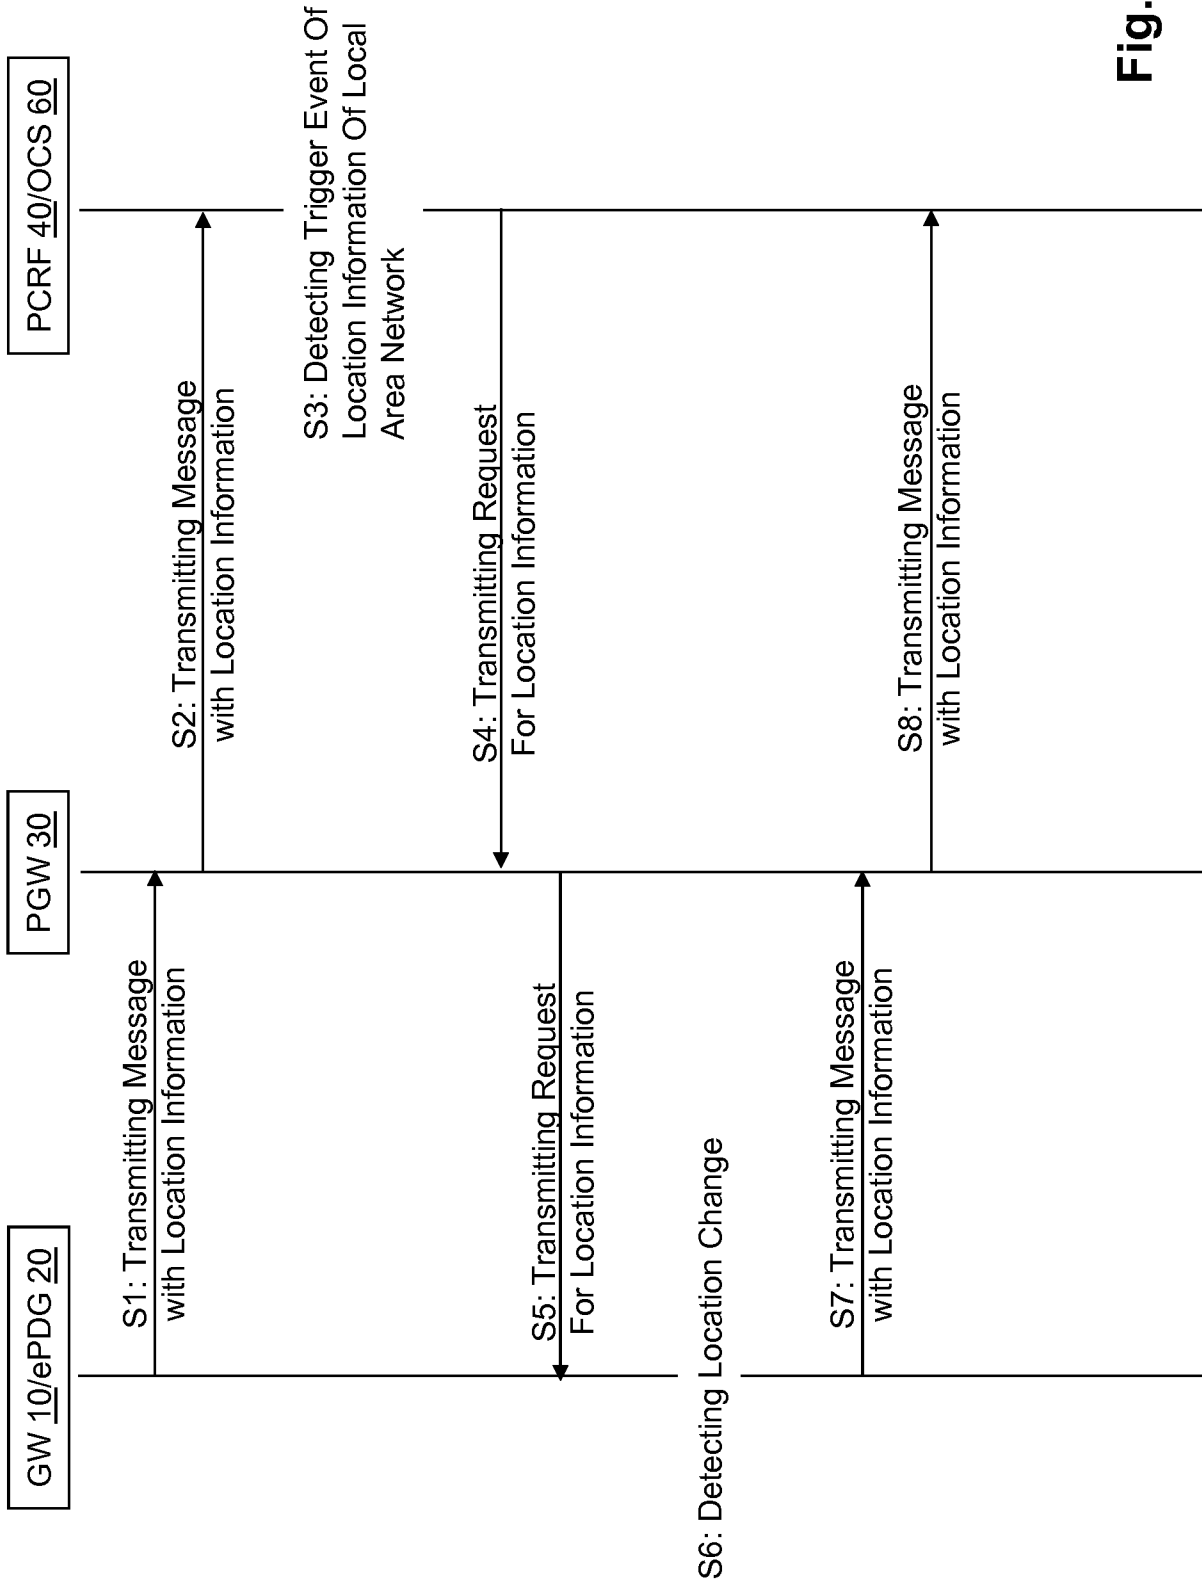 GW 10/ePDG 20
PGW 30
PCRF 40/OCS 60
S1: Transmitting Message
with Location Information
S2: Transmitting Message
with Location Information
S3: Detecting Trigger Event Of
Location Information Of Local
Area Network
S4: Transmitting Request
For Location Information
S5: Transmitting Request
For Location Information
S6: Detecting Location Change
S7: Transmitting Message
with Location Information
S8: Transmitting Message
with Location Information
Fig.